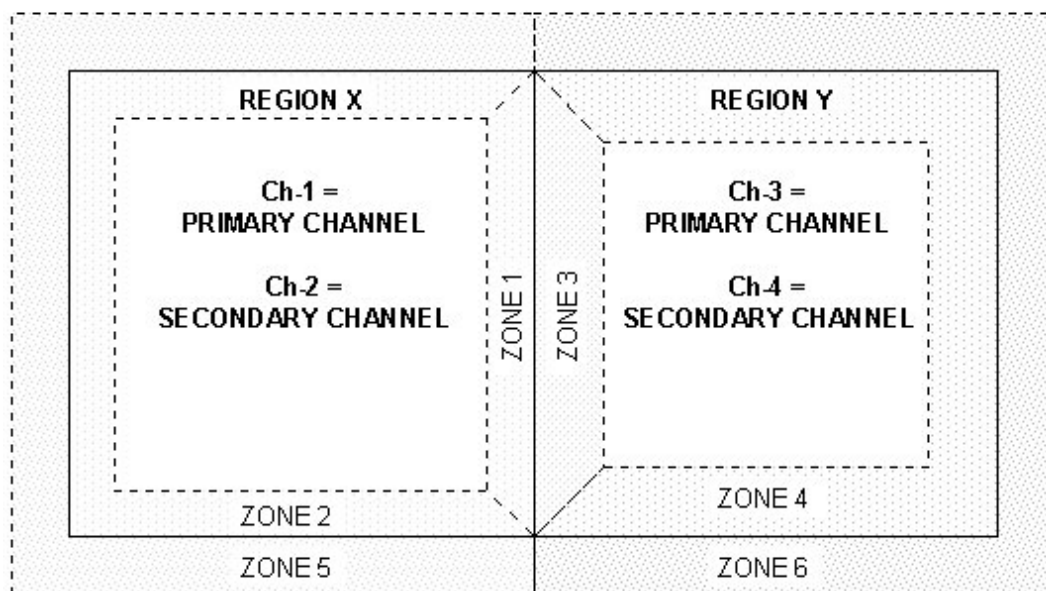 REGION X
Ch-1 =
PRIMARY CHANNEL
Ch-2 =
SECONDARY CHANNEL
ZONE 1
ZONE 2
ZONE 5
REGION Y
Ch-3 =
PRIMARY CHANNEL
Ch-4 =
SECONDARY CHANNEL
ZONE 3
ZONE 4
ZONE 6